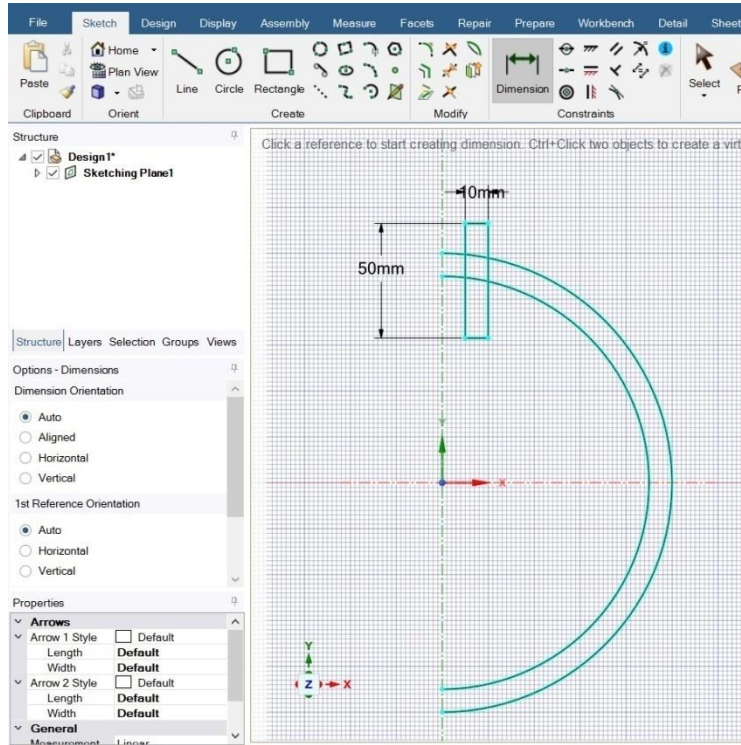 File Sketch Design Display Assembly Measure Facets Repair Prepare Workbench Detail Sheet
Home
Plan View
Paste
Line Circle Rectangle
Dimension
Select
Clipboard Orient Create Modify Constraints
Structure
Design1*
Sketching Plane1
Click a reference to start creating dimension. Ctrl+Click two objects to create a
10mm
50mm
Structure Layers Selection Groups Views
Options - Dimensions
Dimension Orientation
Auto
Aligned
Horizontal
Vertical
1st Reference Orientation
Auto
Horizontal
Vertical
Y
X
Properties
Arrows
Arrow 1 Style Default
Length Default
Width Default
Arrow 2 Style Default
Length Default
Width Default
General
Measurement Linear
Y
Z X